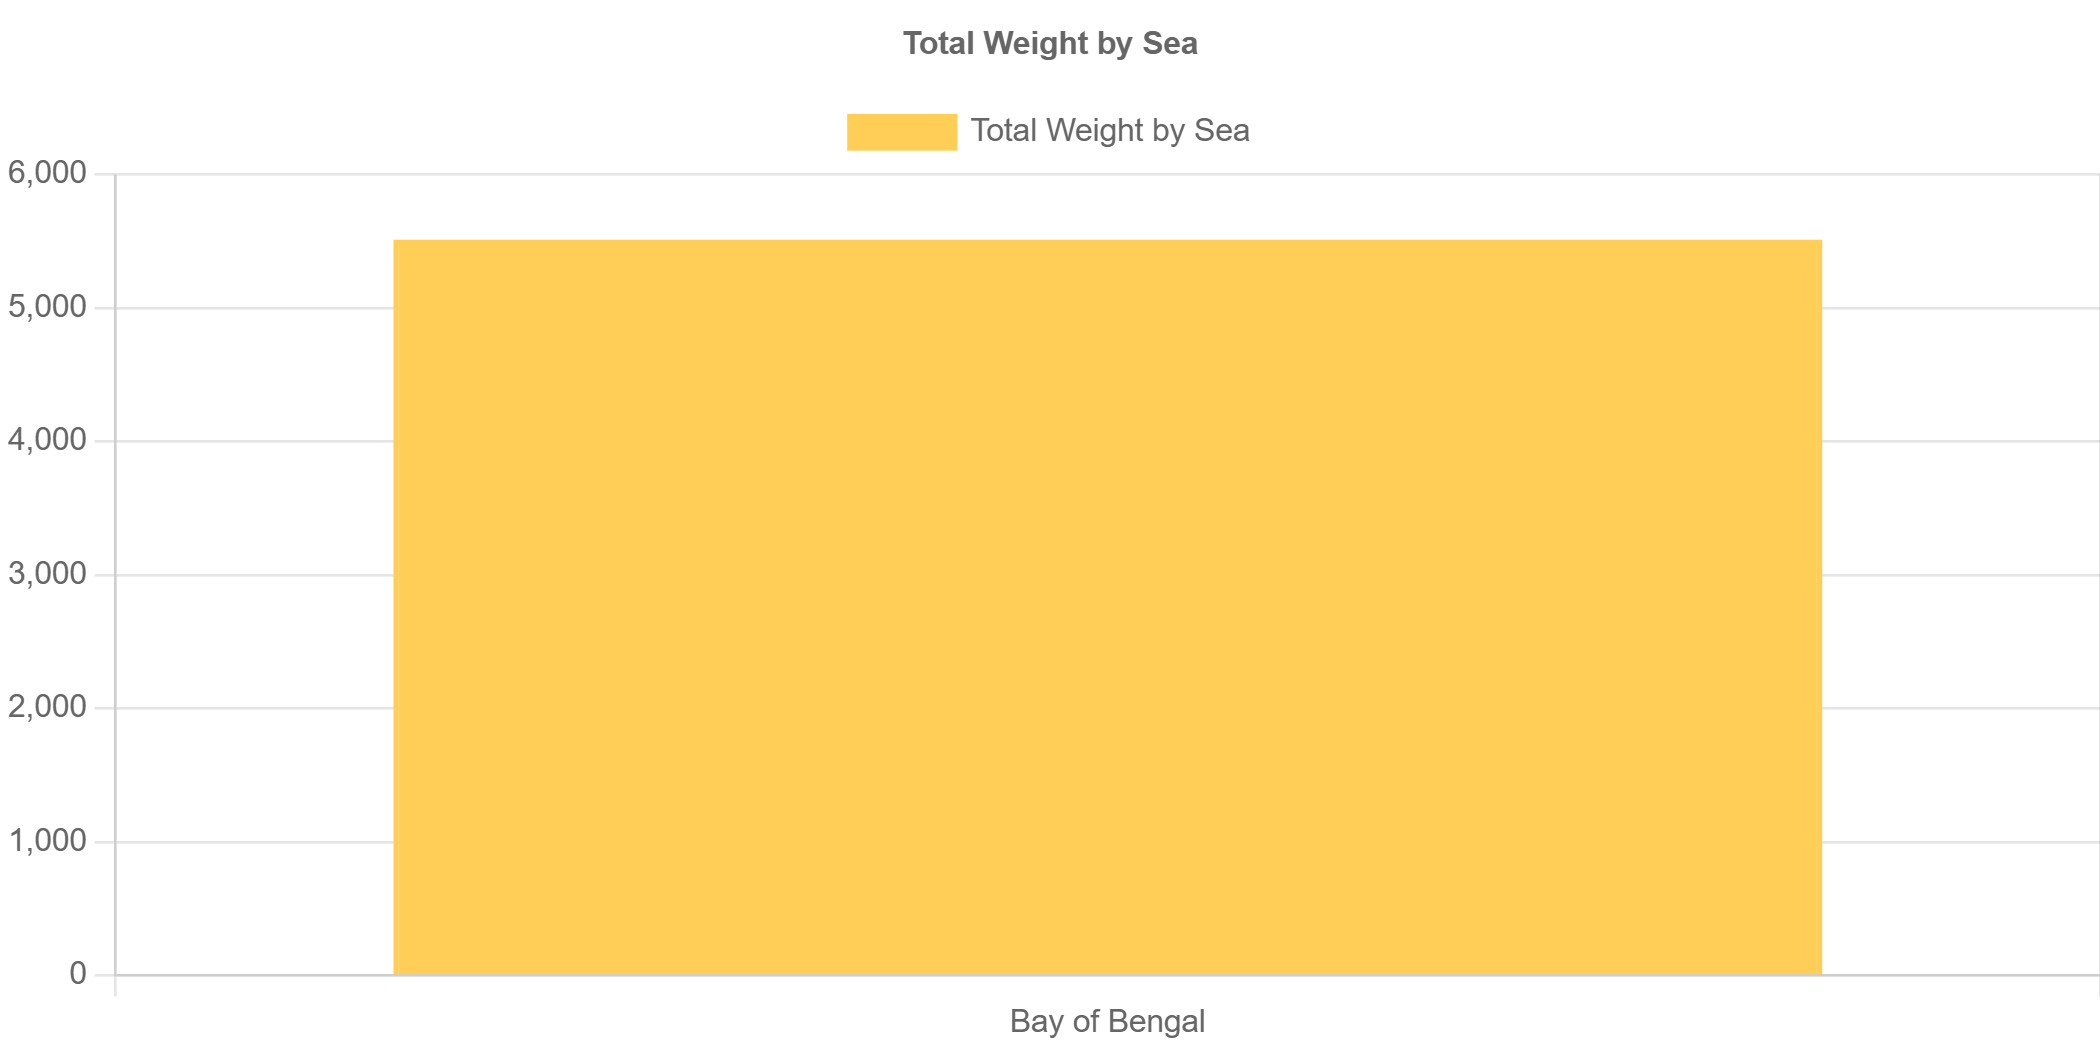 Total Weight by Sea
Total Weight by Sea
6,000
5,000
4,000
3,000
2,000
1,000
0
Bay of Bengal